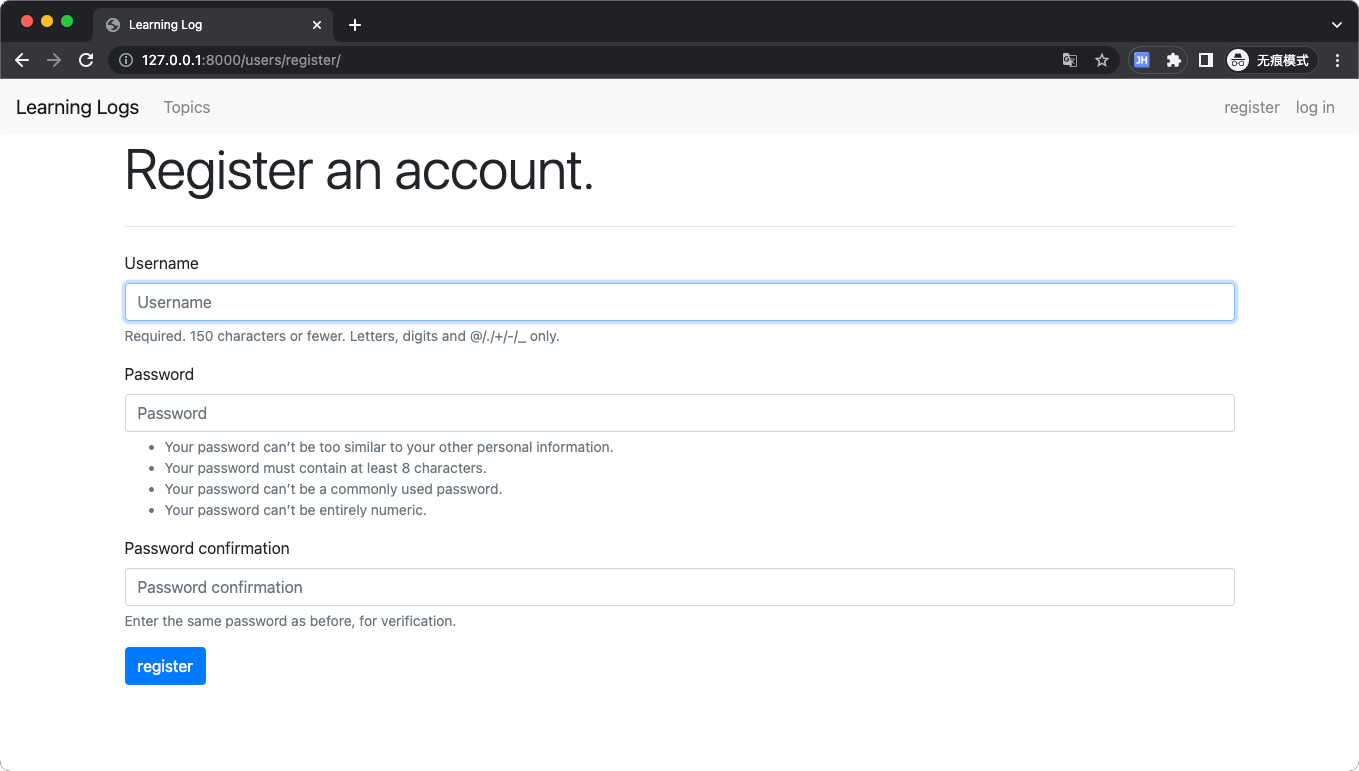 Learning Log
127.0.0.1:8000/users/register/
JH
无痕模式
Learning Logs Topics register log in
Register an account.
Username
Username
Required. 150 characters or fewer. Letters, digits and @/./+/-/_ only.
Password
Password
Your password can’t be too similar to your other personal information.
Your password must contain at least 8 characters.
Your password can’t be a commonly used password.
Your password can’t be entirely numeric.
Password confirmation
Password confirmation
Enter the same password as before, for verification.
register